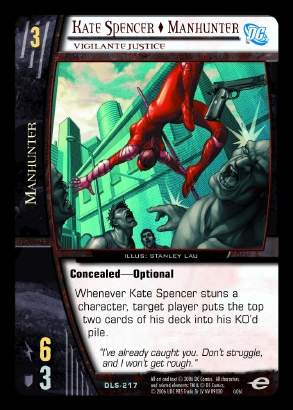 3
KATE SPENCER ♦ MANHUNTER
DC
VIGILANTE JUSTICE
MANHUNTER
ILLUS: STANLEY LAU
Concealed—Optional
Whenever Kate Spencer stuns a
character, target player puts the top
two cards of his deck into his KO'd
pile.
6
"I've already caught you. Don't struggle,
and I won't get rough."
3
DLS-217